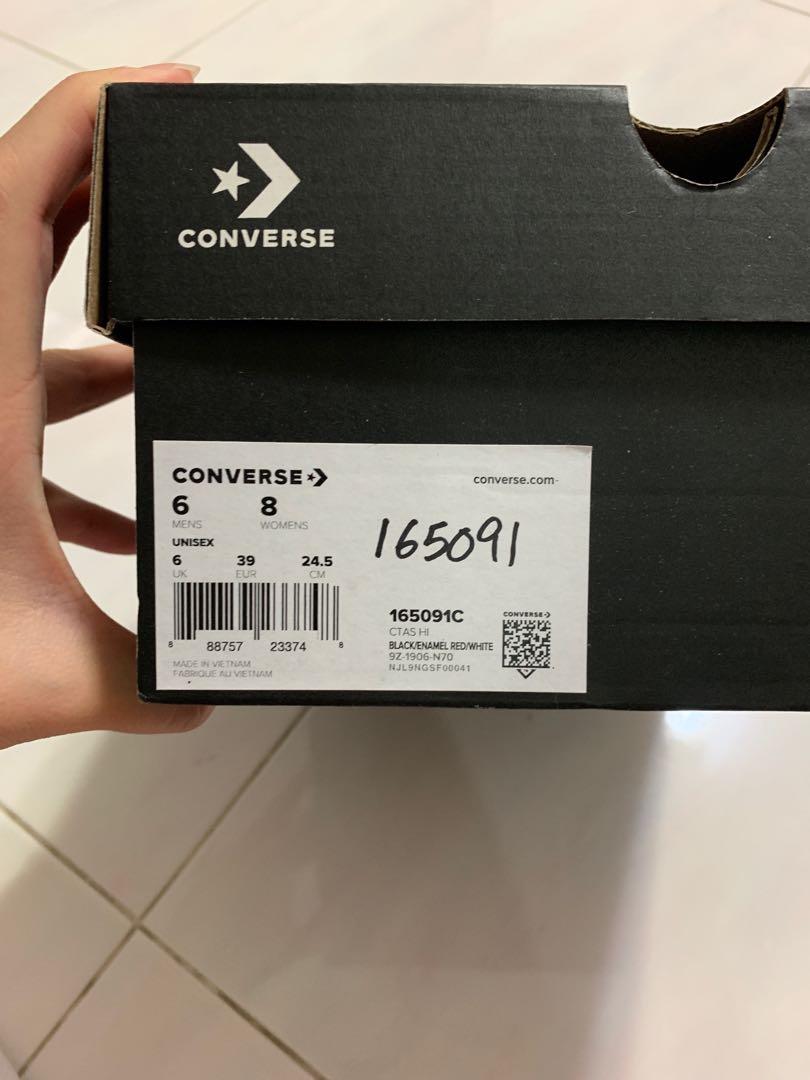 CONVERSE
CONVERSE
converse.com
6 8
MENS WOMENS
165091
UNISEX
6 39 24.5
UK EUR CM
8 88757 23374 8
MADE IN VIETNAM
FABRIQUE AU VIETNAM
165091C
CTAS HI
BLACK/ENAMEL RED/WHITE
9Z-1906-N70
NJL9NGSF00041
CONVERSE